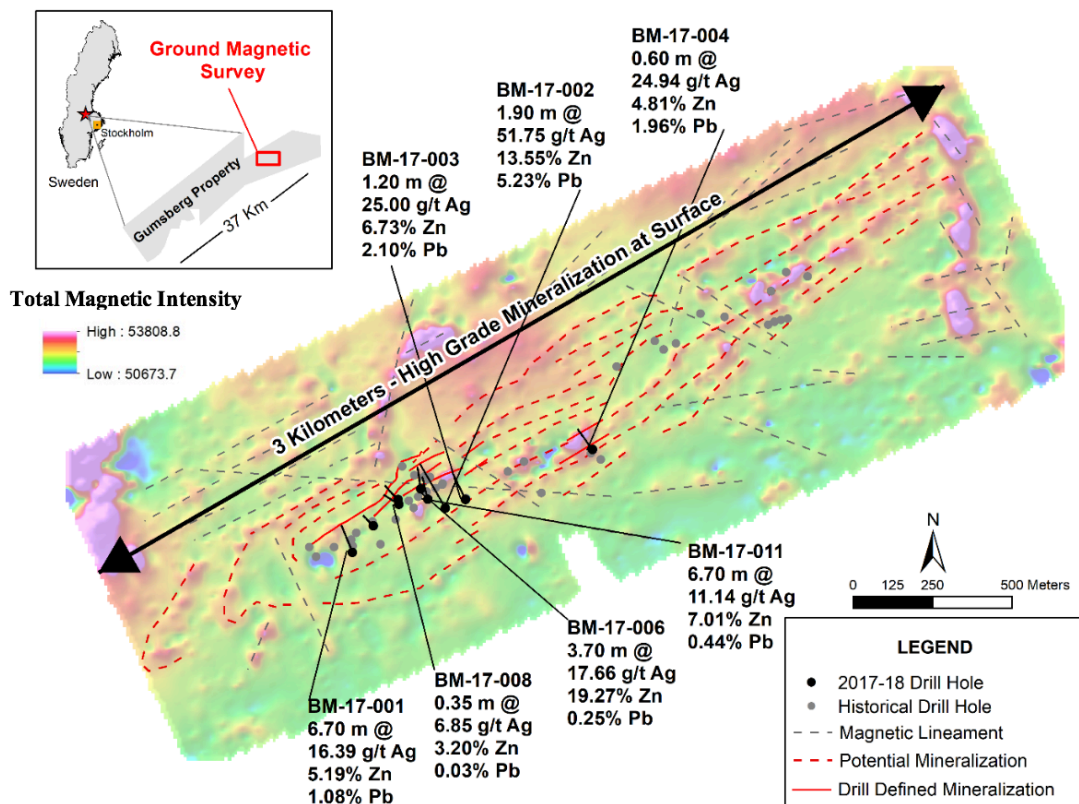 Ground Magnetic
Survey
Stockholm
Sweden
Gumsberg Property
37 Km
Total Magnetic Intensity
High : 53808.8
Low : 50673.7
BM-17-003
1.20 m @
25.00 g/t Ag
6.73% Zn
2.10% Pb
BM-17-002
1.90 m @
51.75 g/t Ag
13.55% Zn
5.23% Pb
BM-17-004
0.60 m @
24.94 g/t Ag
4.81% Zn
1.96% Pb
3 Kilometers - High Grade Mineralization at Surface
BM-17-001
6.70 m @
16.39 g/t Ag
5.19% Zn
1.08% Pb
BM-17-008
0.35 m @
6.85 g/t Ag
3.20% Zn
0.03% Pb
BM-17-006
3.70 m @
17.66 g/t Ag
19.27% Zn
0.25% Pb
BM-17-011
6.70 m @
11.14 g/t Ag
7.01% Zn
0.44% Pb
N
0 125 250 500 Meters
LEGEND
2017-18 Drill Hole
Historical Drill Hole
Magnetic Lineament
Potential Mineralization
Drill Defined Mineralization